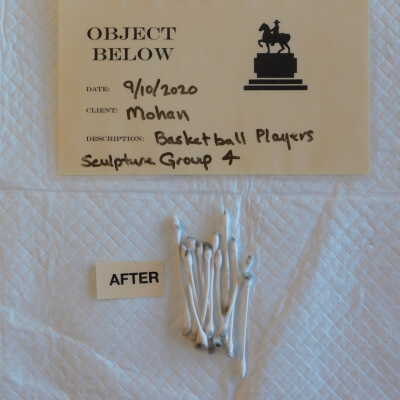 OBJECT
BELOW
DATE: 9/10/2020
CLIENT: Mohan
DESCRIPTION: Basketball Players
Sculpture Group 4
AFTER